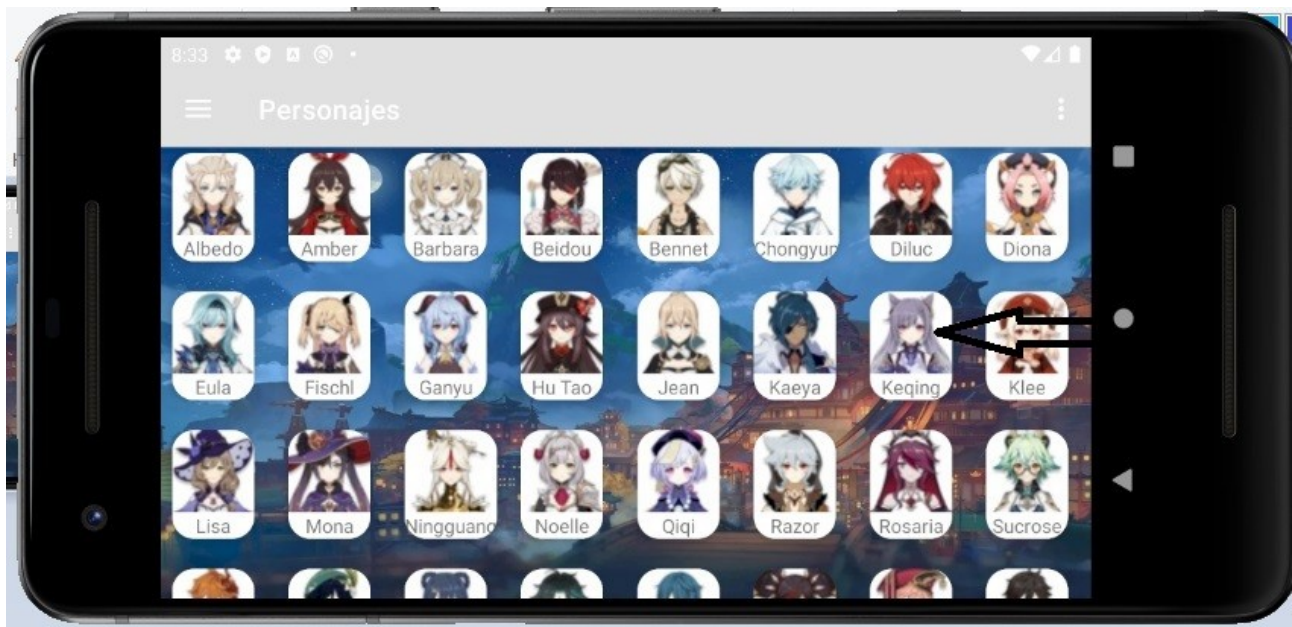 8:33
Personajes
Albedo Amber Barbara Beidou Bennet Chongyun Diluc Diona
Eula Fischl Ganyu Hu Tao Jean Kaeya Keqing Klee
Lisa Mona Ningguang Noelle Qiqi Razor Rosaria Sucrose